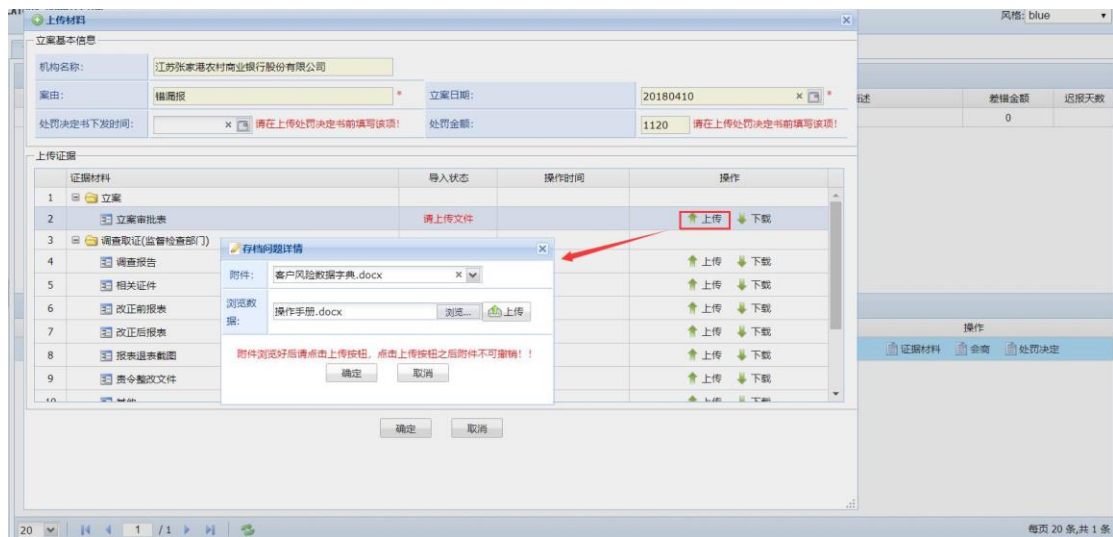 上传材料
风格: blue
立案基本信息
机构名称: 江苏张家港农村商业银行股份有限公司
案由: 错漏报 * 立案日期: 20180410 *
差错金额 迟报天数
处罚决定书下发时间: 请在上传处罚决定书前填写该项! 处罚金额: 1120 请在上传处罚决定书前填写该项!
0
上传证据
证据材料 导入状态 操作时间 操作
1 立案
2 立案审批表 请上传文件 上传 下载
3 调查取证(监督检查部门)
存档问题详情
4 调查报告 上传 下载
附件: 客户风险数据字典.docx
5 相关证件 上传 下载
6 改正前报表 上传 下载
浏览数据: 操作手册.docx 浏览... 上传
7 改正后报表 上传 下载
操作
8 报表退表截图 上传 下载
附件浏览好后请点击上传按钮，点击上传按钮之后附件不可撤销！！
证据材料 会商 处罚决定
确定 取消
9 责令整改文件 上传 下载
确定 取消
20 1 / 1 每页 20 条,共 1 条